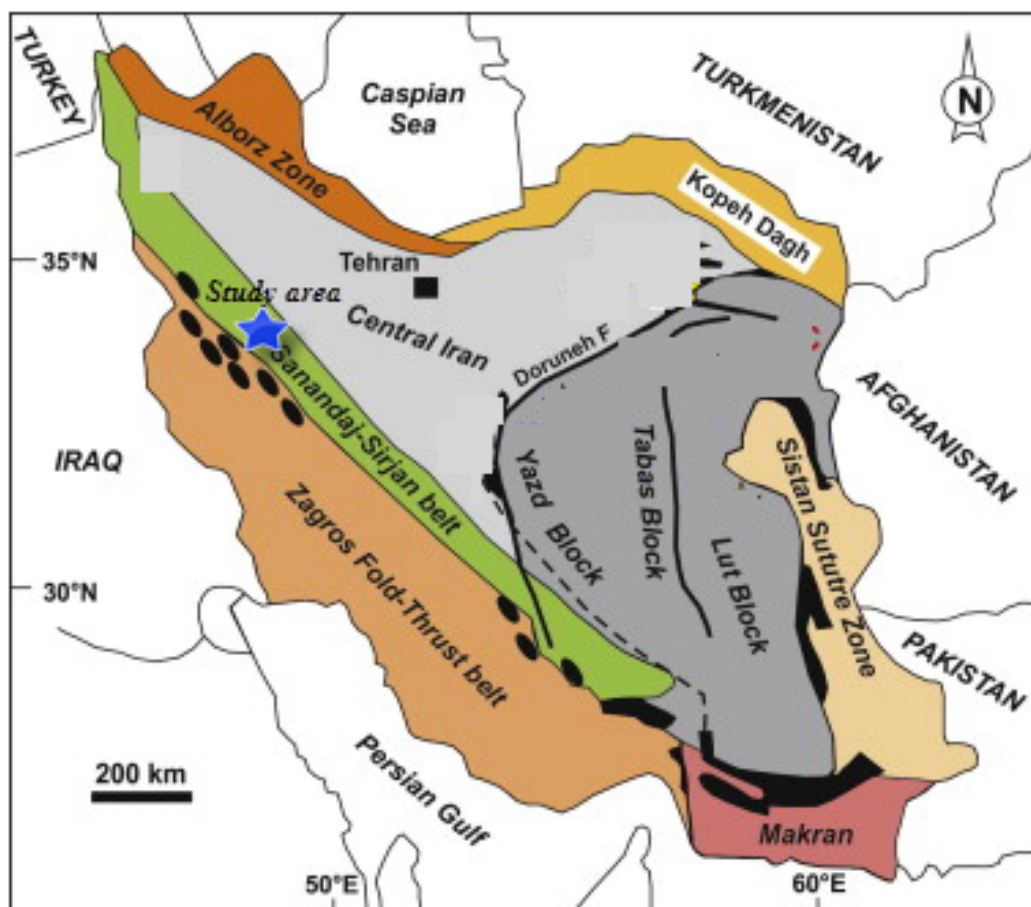 TURKEY
Caspian
Sea
TURKMENISTAN
N
Alborz Zone
Kopeh Dagh
35°N
Tehran
Study area
Central Iran
Doruneh F
AFGHANISTAN
IRAQ
Sanandaj-Sirjan belt
Yazd Block
Tabas Block
Lut Block
Sistan Sututre Zone
Zagros Fold-Thrust belt
30°N
PAKISTAN
200 km
Persian Gulf
Makran
50°E
60°E